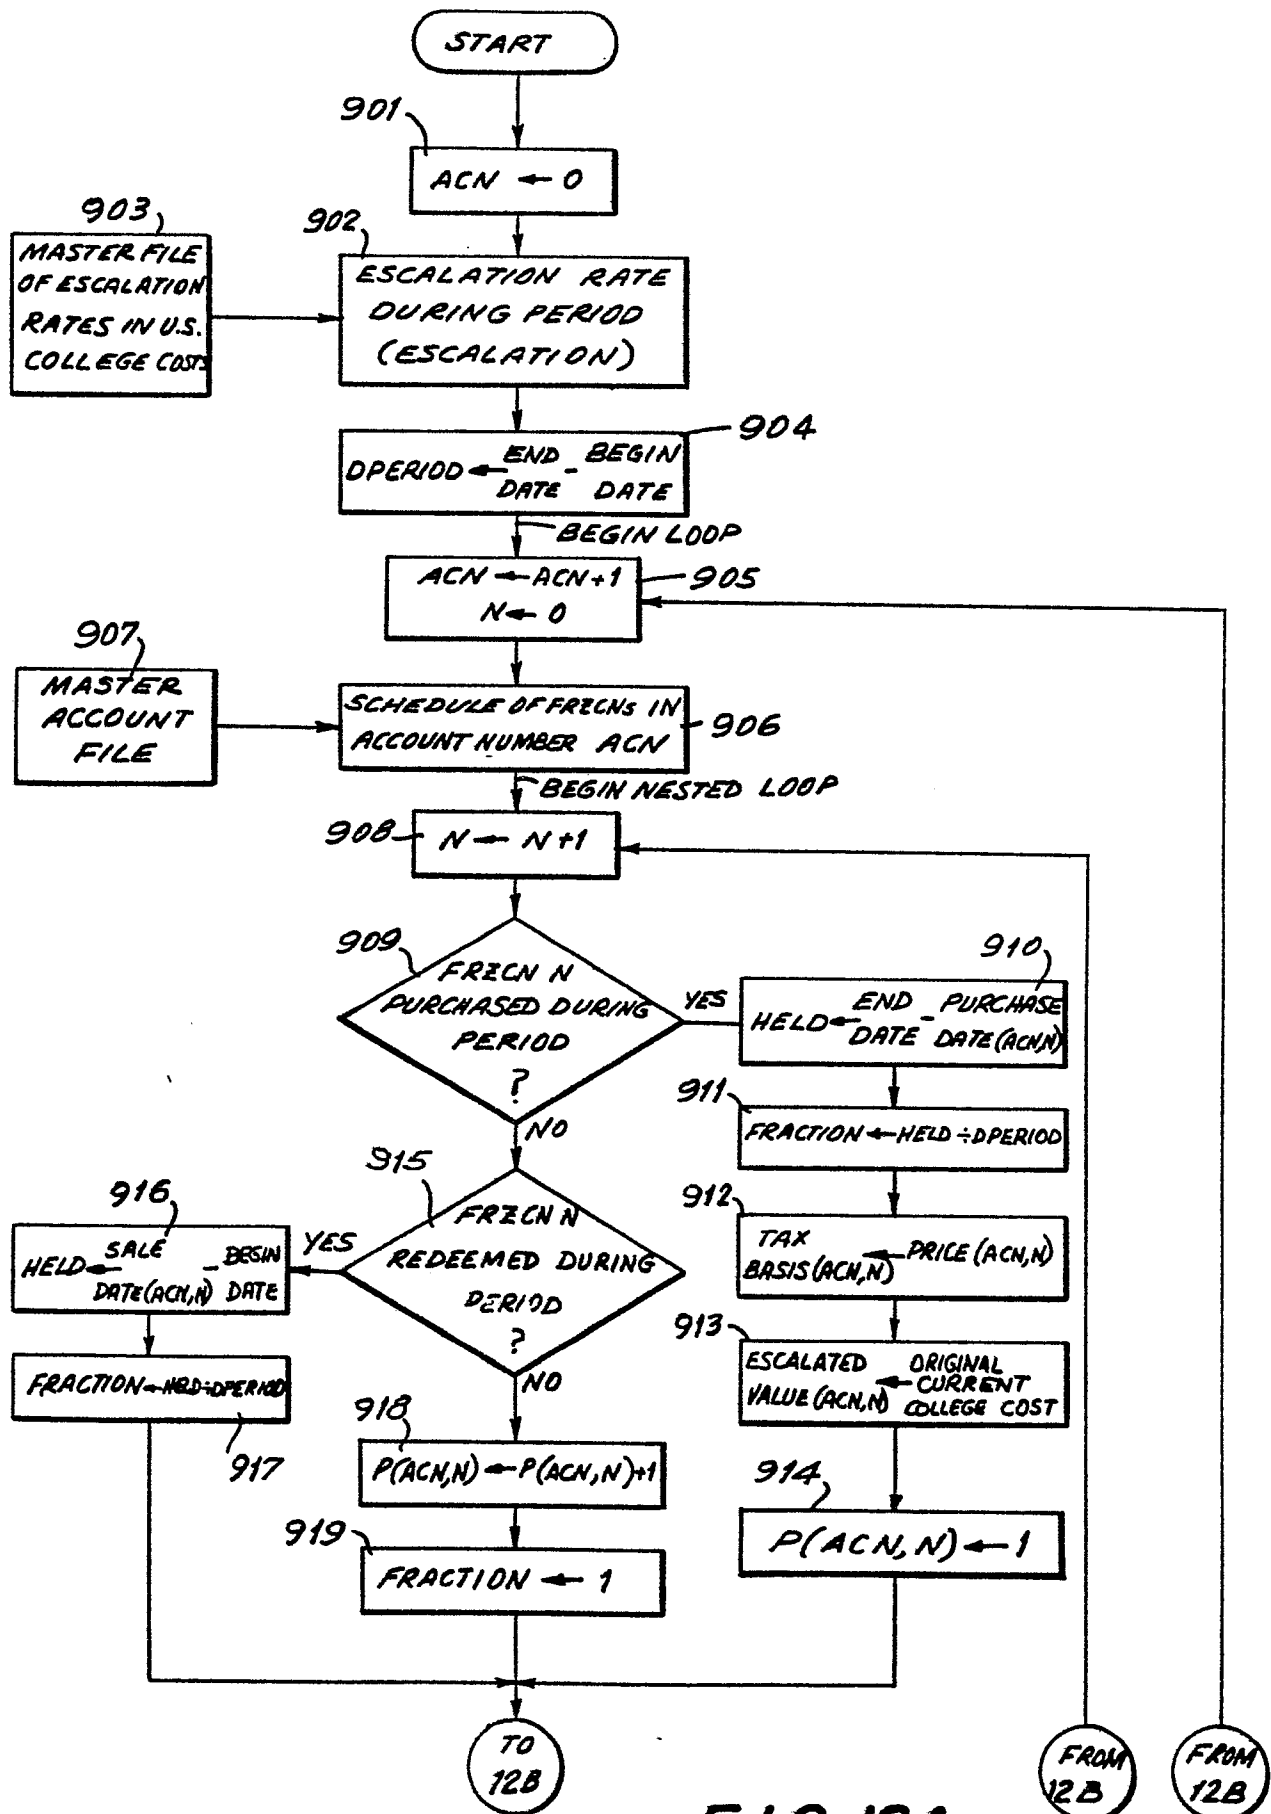 START
901
ACN ← 0
903
MASTER FILE
OF ESCALATION
RATES IN U.S.
COLLEGE COSTS
902
ESCALATION RATE
DURING PERIOD
(ESCALATION)
904
DPERIOD ← END DATE - BEGIN DATE
BEGIN LOOP
ACN ← ACN+1
N ← 0
905
907
MASTER
ACCOUNT
FILE
SCHEDULE OF FRZCNs IN
ACCOUNT NUMBER ACN
906
BEGIN NESTED LOOP
908
N ← N+1
909
FRZCN N
PURCHASED DURING
PERIOD
?
YES
NO
910
HELD ← END DATE - PURCHASE DATE (ACN,N)
911
FRACTION ← HELD ÷ DPERIOD
912
TAX BASIS (ACN,N) ← PRICE (ACN,N)
913
ESCALATED VALUE (ACN,N) ← ORIGINAL CURRENT COLLEGE COST
914
P(ACN,N) ← 1
915
FRZCN N
REDEEMED DURING
PERIOD
?
YES
NO
916
HELD ← SALE DATE (ACN,N) - BEGIN DATE
FRACTION ← HELD ÷ DPERIOD
917
918
P(ACN,N) ← P(ACN,N)+1
919
FRACTION ← 1
TO
12B
FROM
12B
FROM
12B